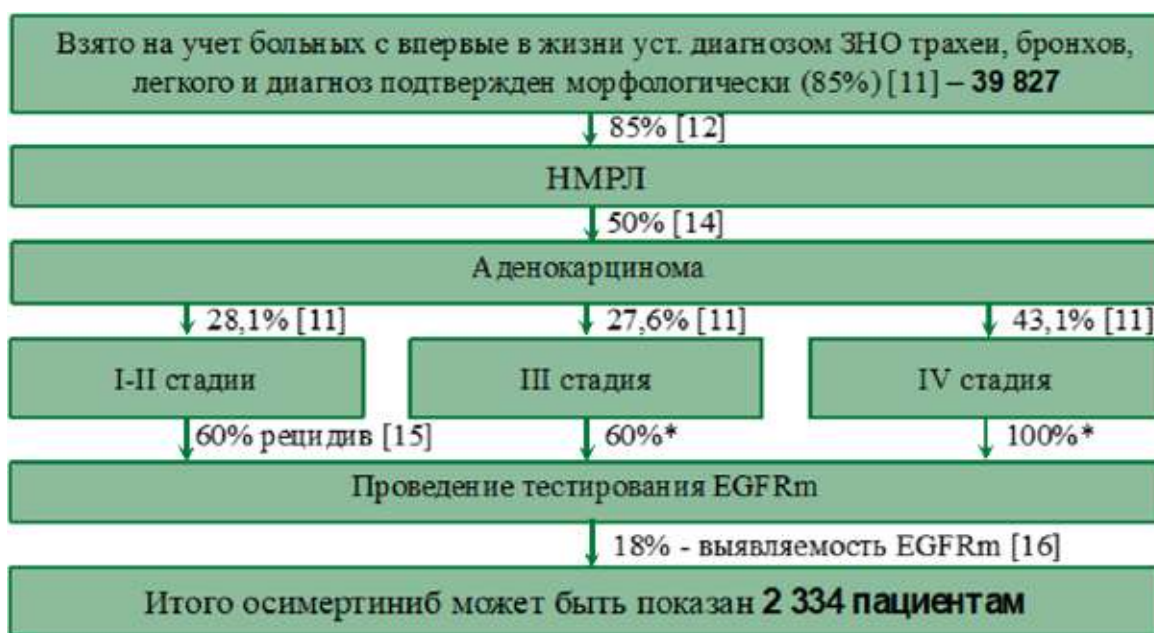 Взято на учет больных с впервые в жизни уст. диагнозом ЗНО трахеи, бронхов,
легкого и диагноз подтвержден морфологически (85%) [11] – 39 827
85% [12]
НМРЛ
50% [14]
Аденокарцинома
28,1% [11]
27,6% [11]
43,1% [11]
I-II стадии
III стадия
IV стадия
60% рецидив [15]
60%*
100%*
Проведение тестирования EGFRm
18% - выявляемость EGFRm [16]
Итого осимертиниб может быть показан 2 334 пациентам